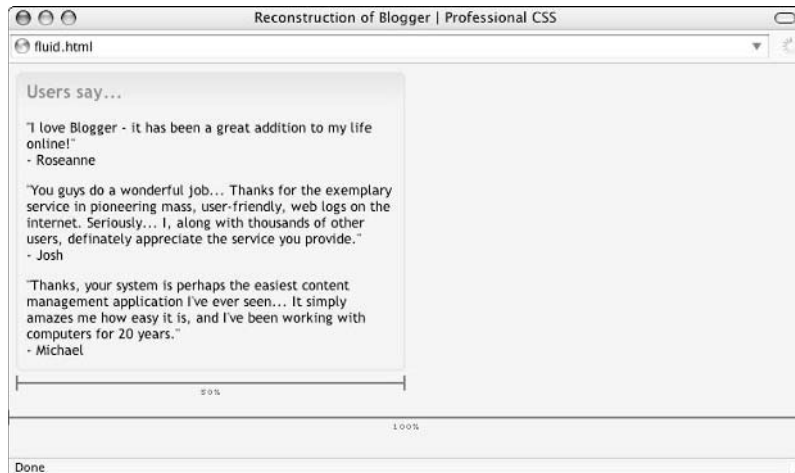 Reconstruction of Blogger | Professional CSS
fluid.html
Users say...
"I love Blogger - it has been a great addition to my life
online!"
- Roseanne
"You guys do a wonderful job... Thanks for the exemplary
service in pioneering mass, user-friendly, web logs on the
internet. Seriously... I, along with thousands of other
users, definately appreciate the service you provide."
- Josh
"Thanks, your system is perhaps the easiest content
management application I've ever seen... It simply
amazes me how easy it is, and I've been working with
computers for 20 years."
- Michael
50%
100%
Done